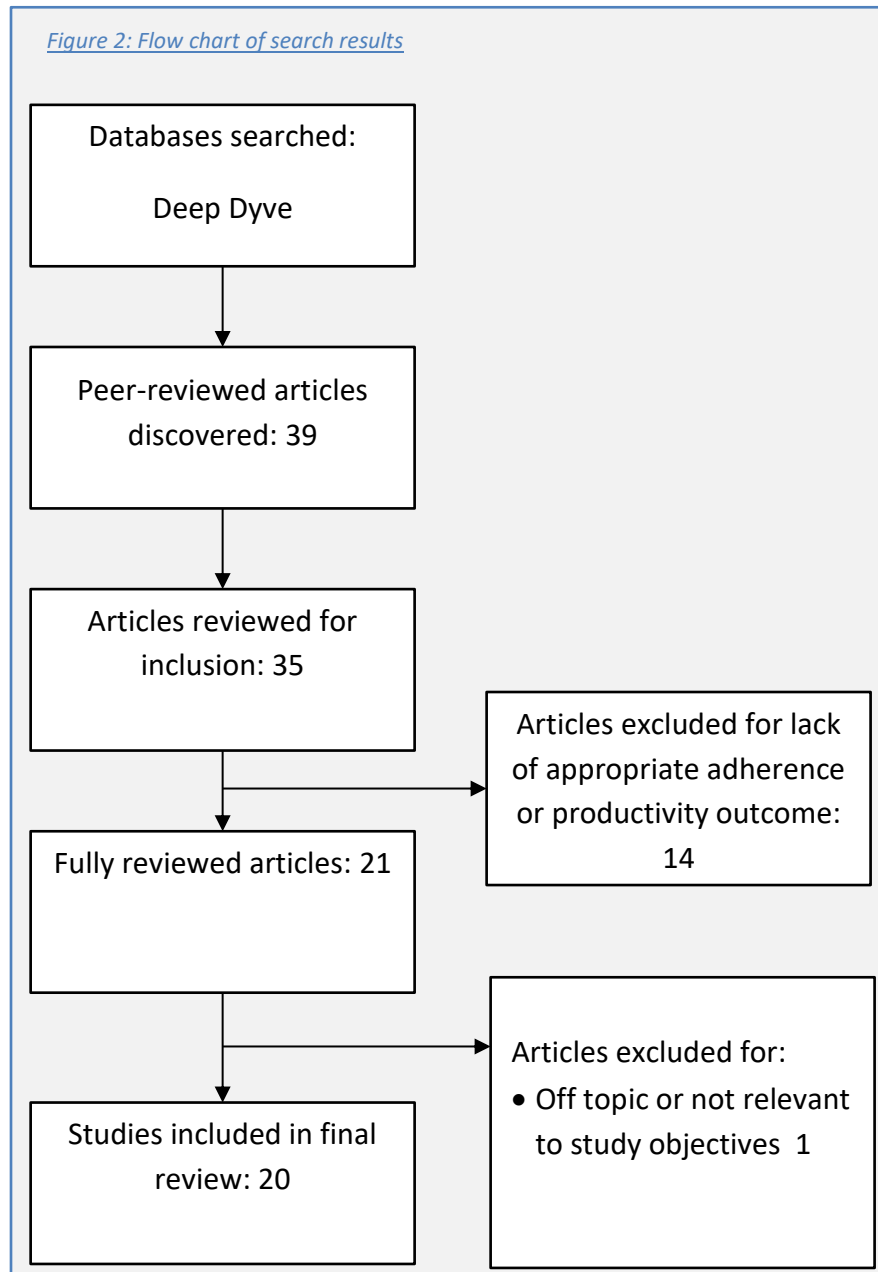 Figure 2: Flow chart of search results
Databases searched:
Deep Dyve
Peer-reviewed articles
discovered: 39
Articles reviewed for
inclusion: 35
Articles excluded for lack
of appropriate adherence
or productivity outcome:
14
Fully reviewed articles: 21
Articles excluded for:
• Off topic or not relevant
to study objectives 1
Studies included in final
review: 20